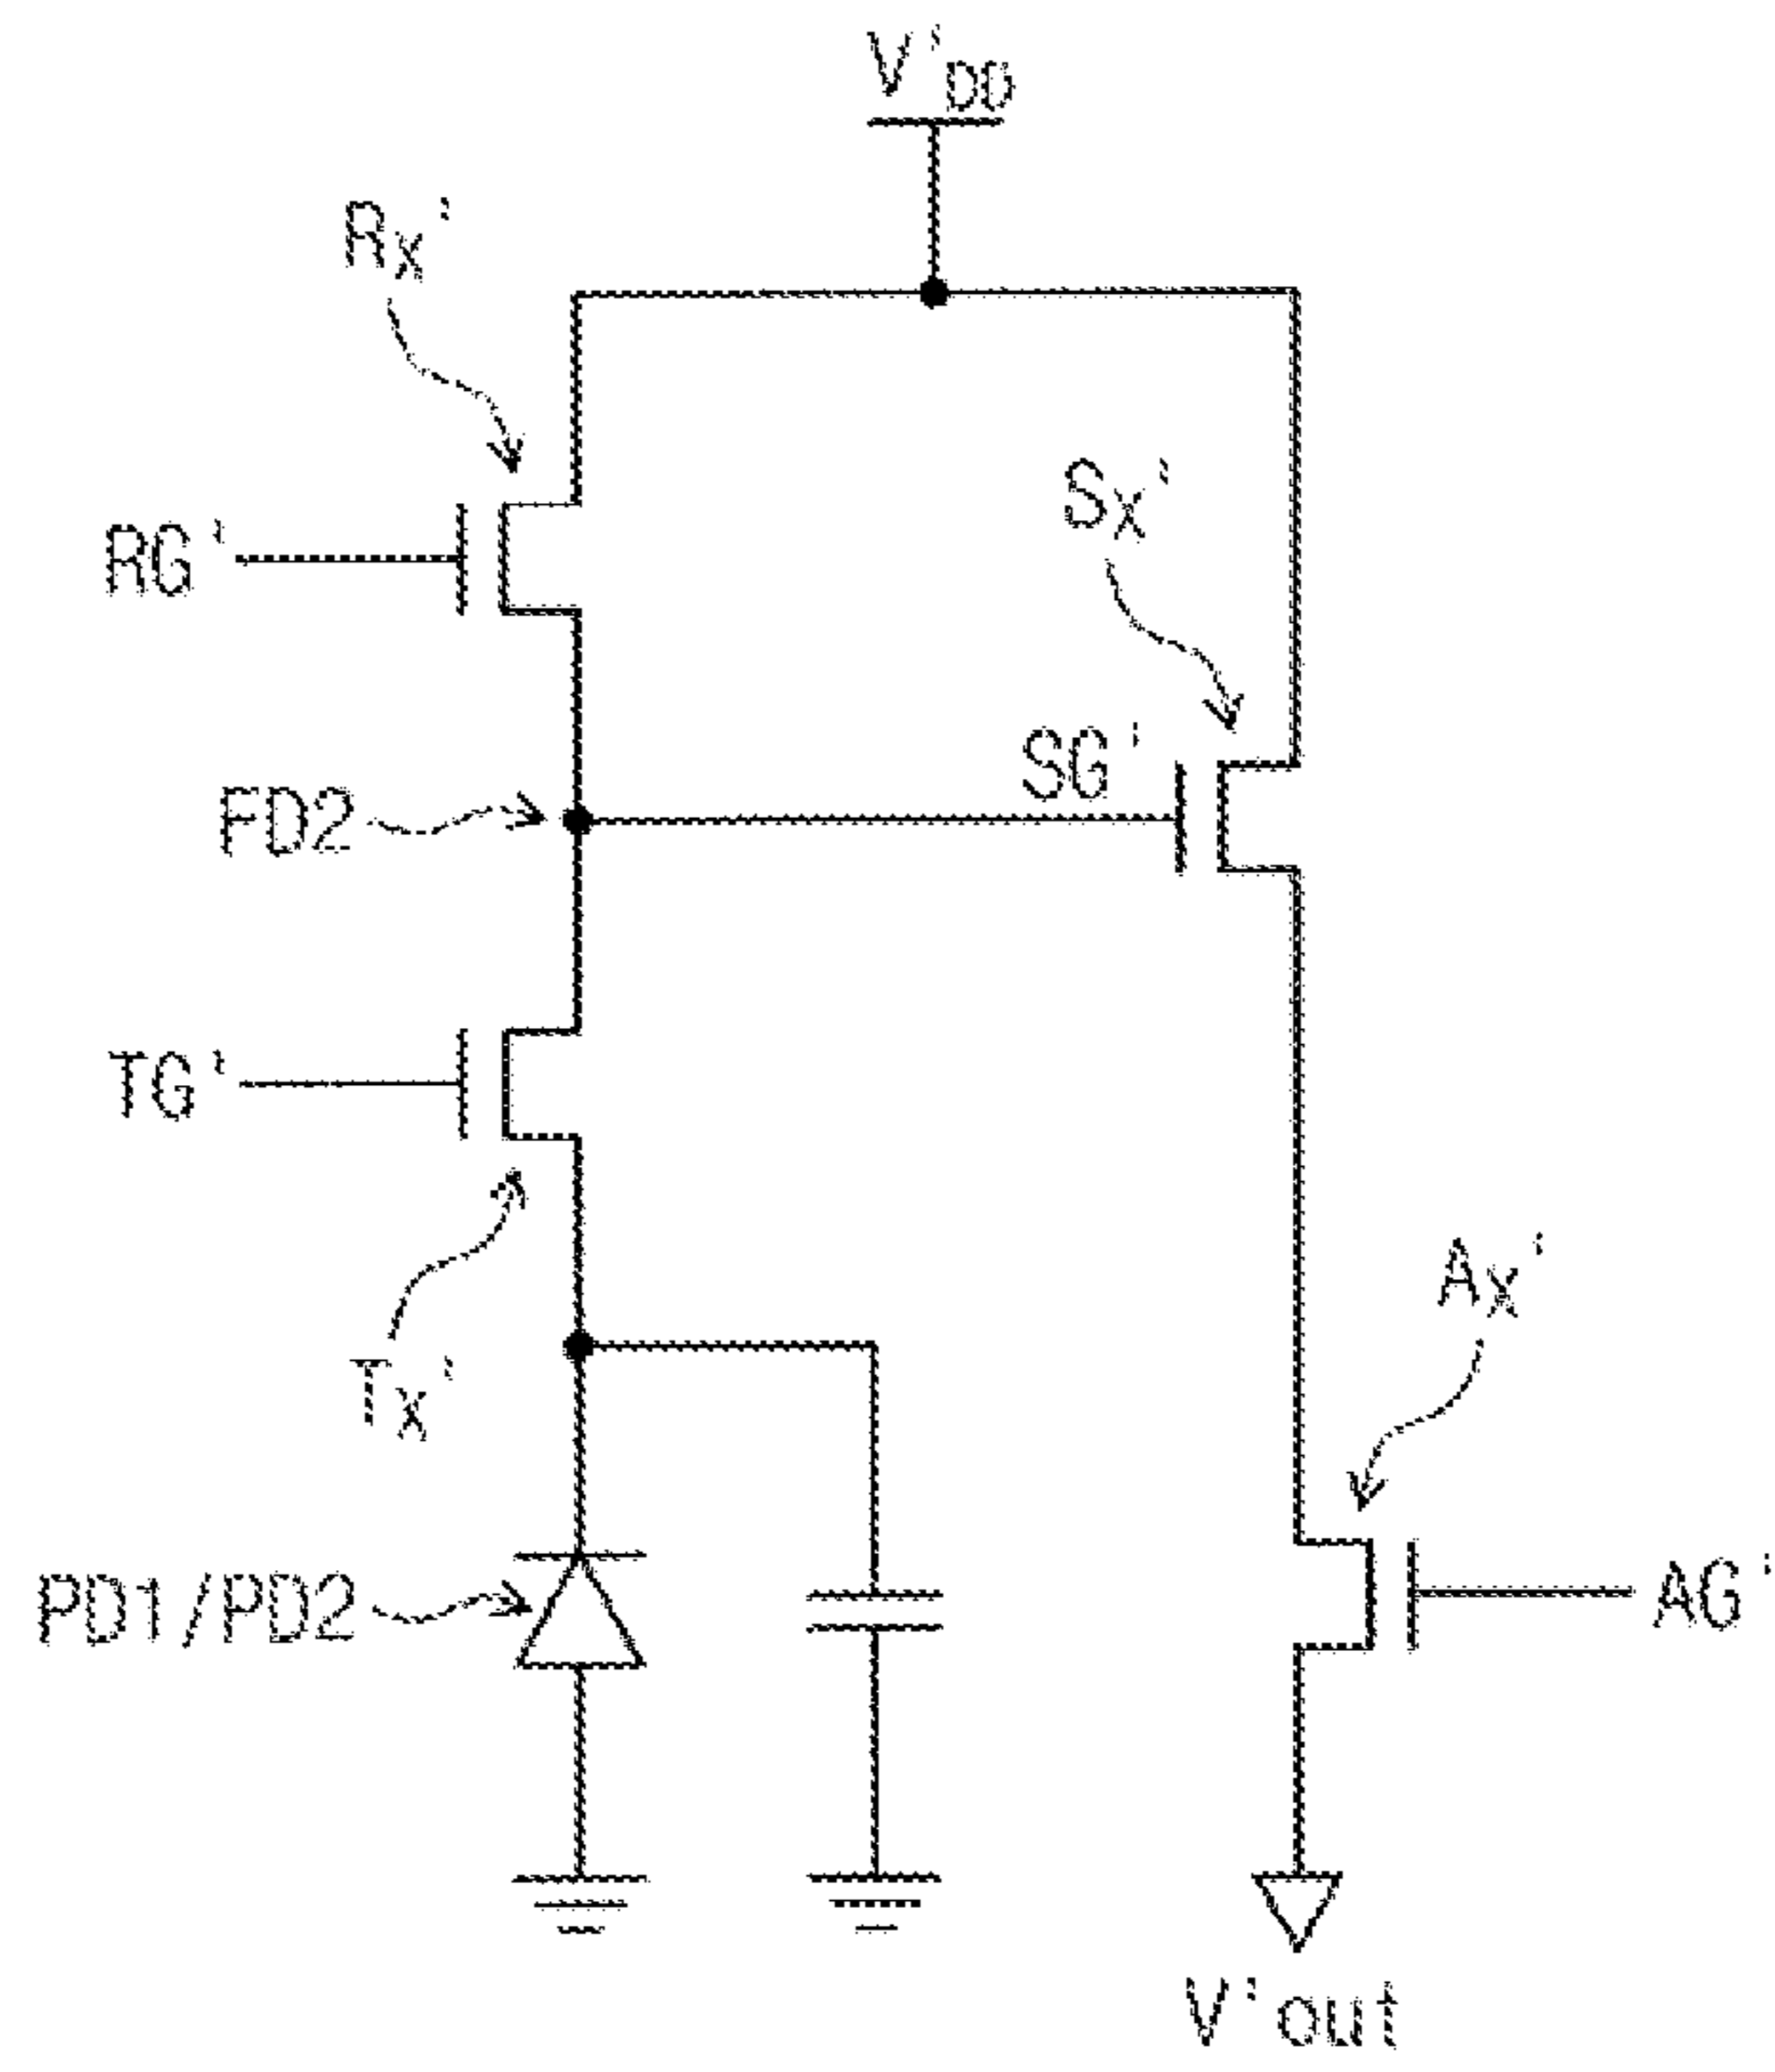 V'DD
RX'
SX'
RG'
SG'
FD2
TG'
AX'
TX'
PD1/PD2
AG'
V'out